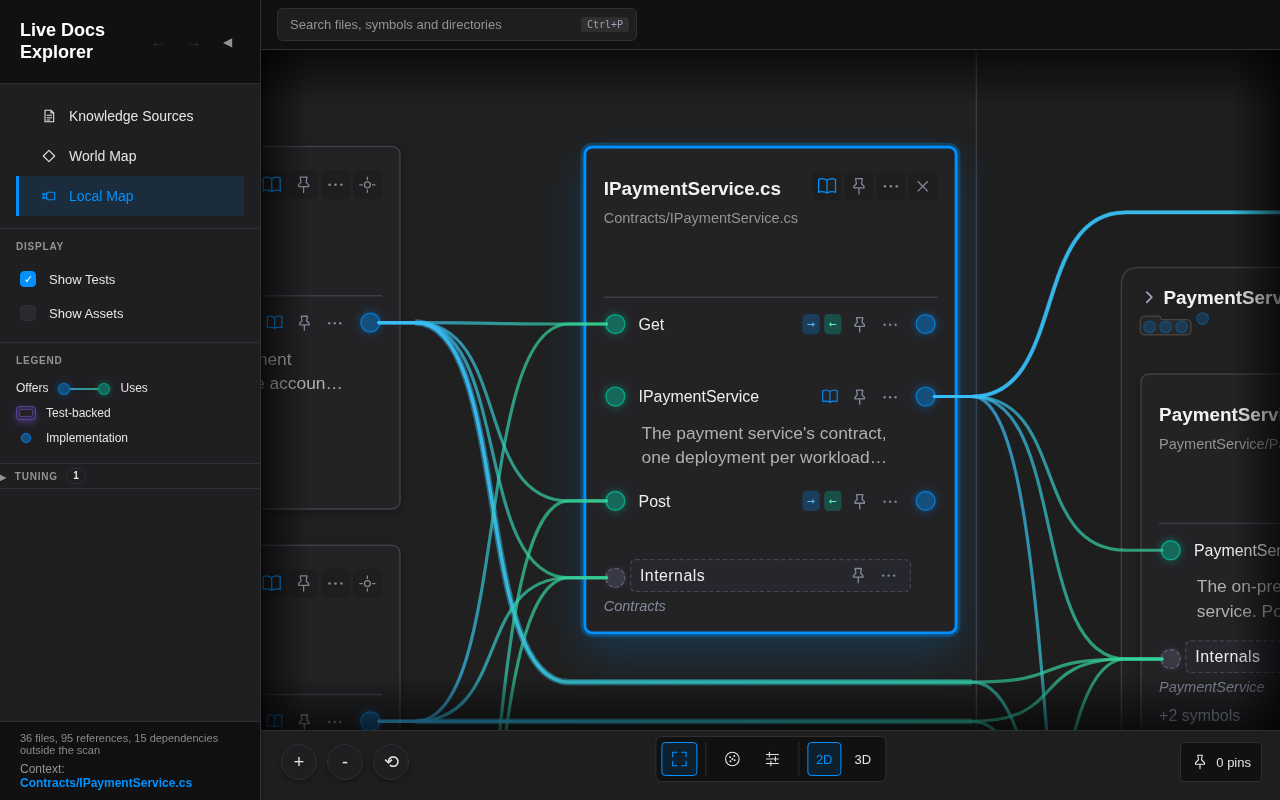 Live Docs
Explorer
Search files, symbols and directories
Ctrl+P
Knowledge Sources
World Map
Local Map
DISPLAY
Show Tests
Show Assets
LEGEND
Offers
Uses
Test-backed
Implementation
TUNING
1
36 files, 95 references, 15 dependencies
outside the scan
Context:
Contracts/IPaymentService.cs
accoun…
IPaymentService.cs
Contracts/IPaymentService.cs
Get
IPaymentService
The payment service's contract,
one deployment per workload…
Post
Internals
Contracts
PaymentServ
PaymentServi
PaymentService/P
PaymentSer
The on-pre
service. Po
Internals
PaymentService
+2 symbols
+
-
2D
3D
0 pins